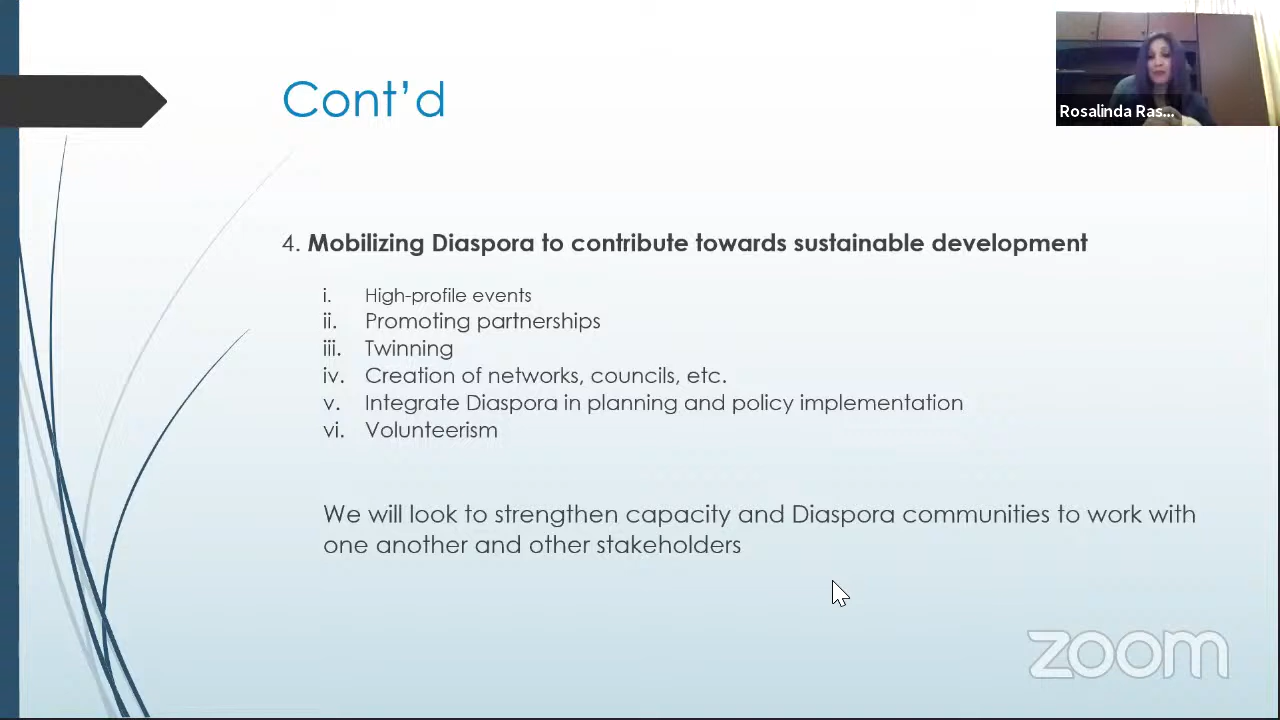 Cont’d
Rosalinda Ras...
4. Mobilizing Diaspora to contribute towards sustainable development
i. High-profile events
ii. Promoting partnerships
iii. Twinning
iv. Creation of networks, councils, etc.
v. Integrate Diaspora in planning and policy implementation
vi. Volunteerism
We will look to strengthen capacity and Diaspora communities to work with
one another and other stakeholders
zoom